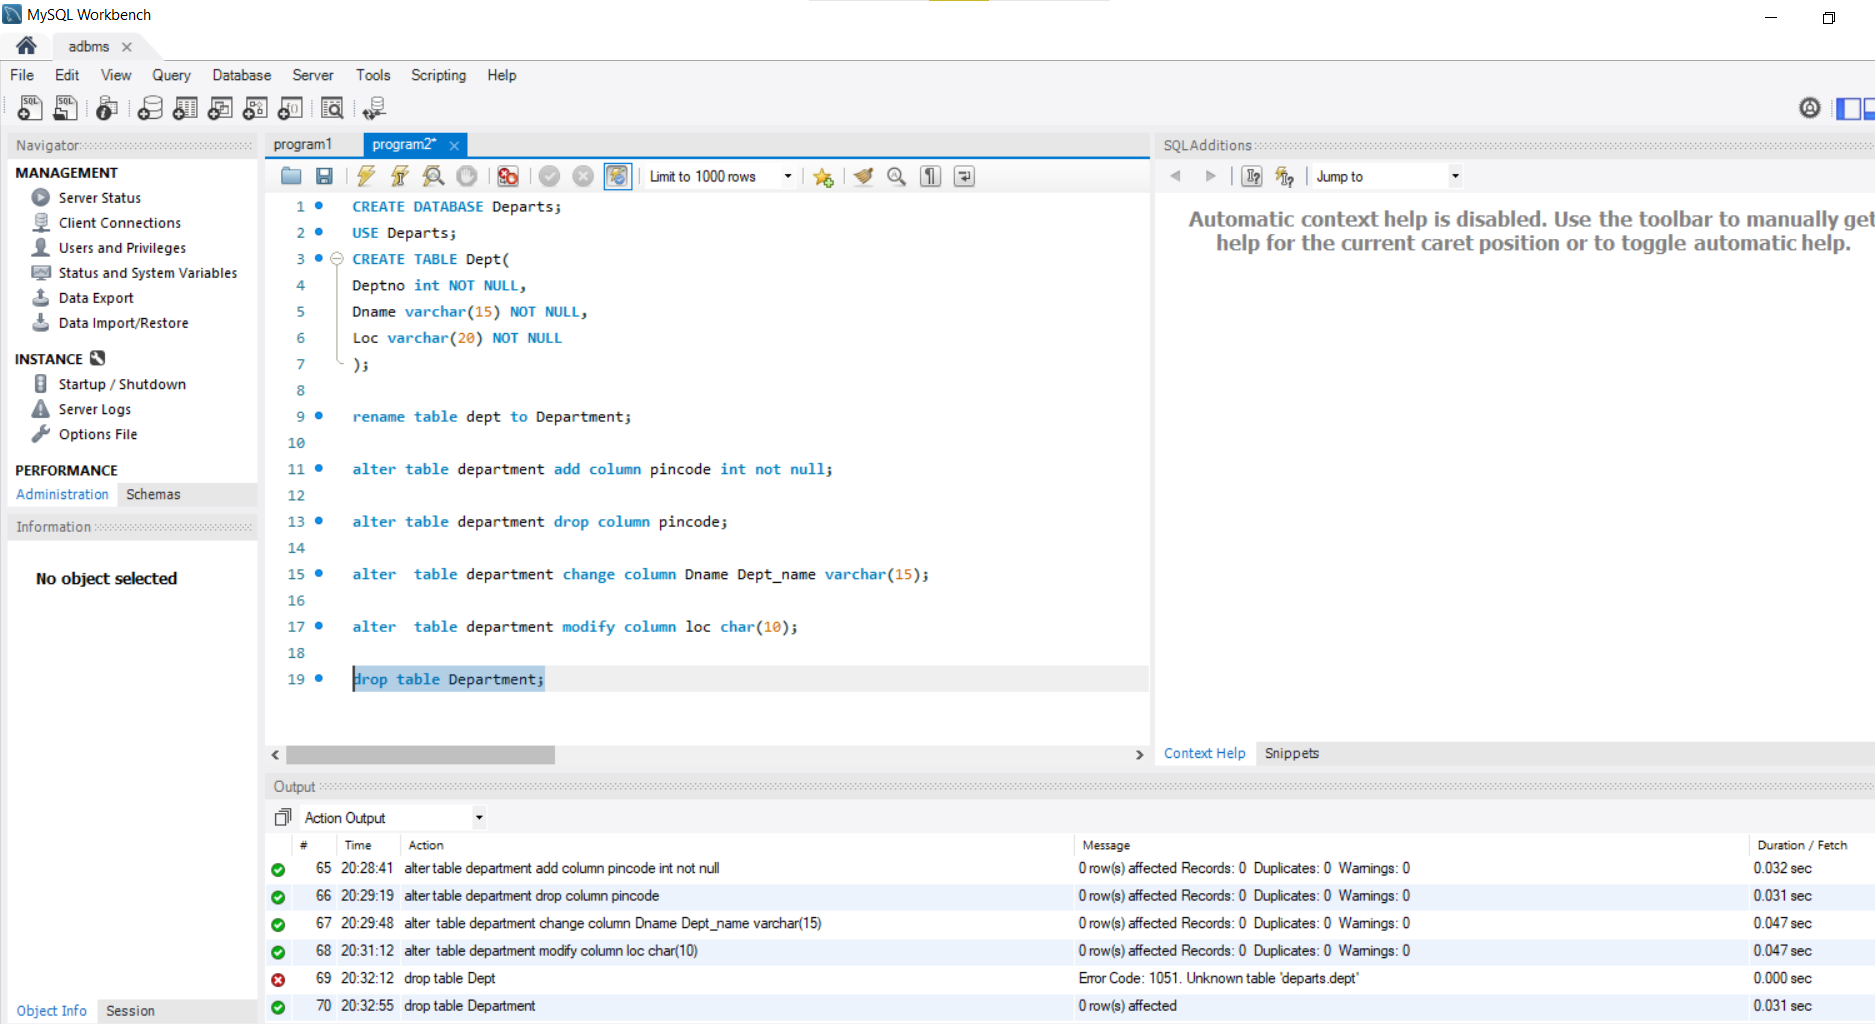 MySQL Workbench
adbms
File Edit View Query Database Server Tools Scripting Help
Navigator
MANAGEMENT
Server Status
Client Connections
Users and Privileges
Status and System Variables
Data Export
Data Import/Restore
INSTANCE
Startup / Shutdown
Server Logs
Options File
PERFORMANCE
Administration Schemas
Information
No object selected
Object Info Session
program1 program2*
Limit to 1000 rows
1 CREATE DATABASE Departs;
2 USE Departs;
3 CREATE TABLE Dept(
4 Deptno int NOT NULL,
5 Dname varchar(15) NOT NULL,
6 Loc varchar(20) NOT NULL
7 );
8
9 rename table dept to Department;
10
11 alter table department add column pincode int not null;
12
13 alter table department drop column pincode;
14
15 alter  table department change column Dname Dept_name varchar(15);
16
17 alter  table department modify column loc char(10);
18
19 drop table Department;
SQLAdditions
Jump to
Automatic context help is disabled. Use the toolbar to manually get
help for the current caret position or to toggle automatic help.
Context Help Snippets
Output
Action Output
# Time Action Message Duration / Fetch
65 20:28:41 alter table department add column pincode int not null 0 row(s) affected Records: 0  Duplicates: 0  Warnings: 0 0.032 sec
66 20:29:19 alter table department drop column pincode 0 row(s) affected Records: 0  Duplicates: 0  Warnings: 0 0.031 sec
67 20:29:48 alter  table department change column Dname Dept_name varchar(15) 0 row(s) affected Records: 0  Duplicates: 0  Warnings: 0 0.047 sec
68 20:31:12 alter  table department modify column loc char(10) 0 row(s) affected Records: 0  Duplicates: 0  Warnings: 0 0.047 sec
69 20:32:12 drop table Dept Error Code: 1051. Unknown table 'departs.dept' 0.000 sec
70 20:32:55 drop table Department 0 row(s) affected 0.031 sec